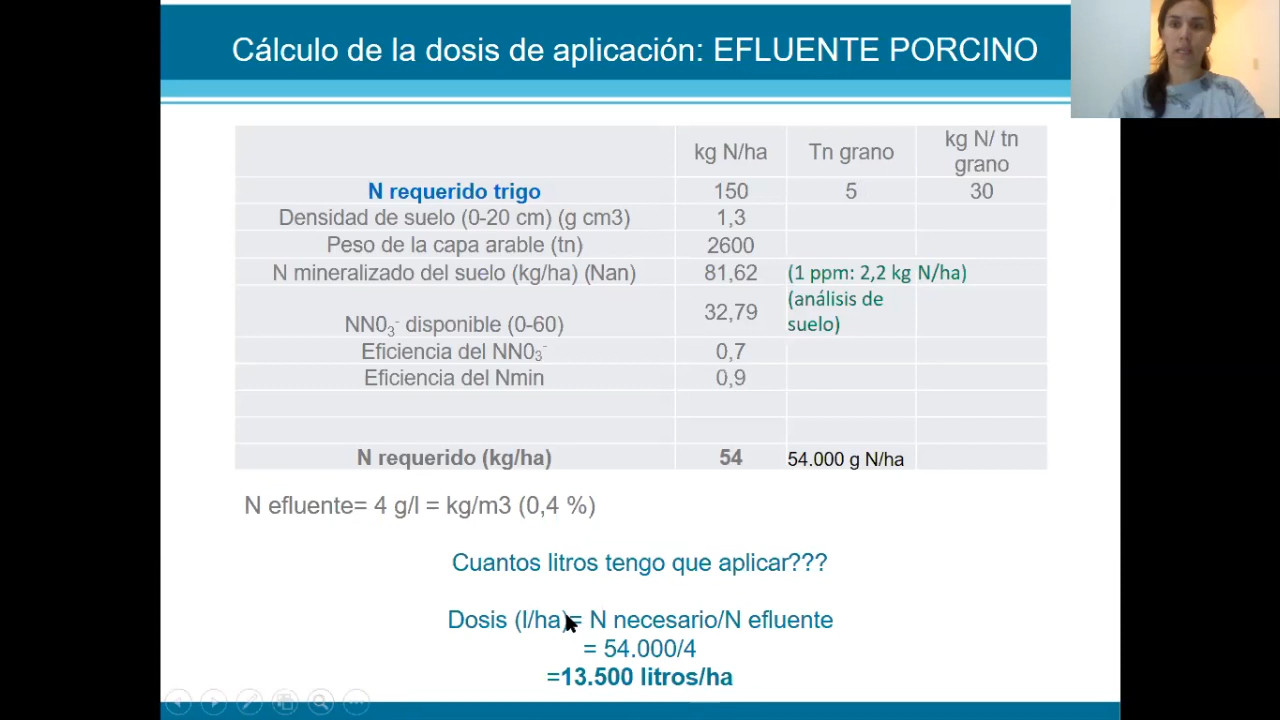 Cálculo de la dosis de aplicación: EFLUENTE PORCINO
kg N/ha Tn grano kg N/ tn grano
N requerido trigo 150 5 30
Densidad de suelo (0-20 cm) (g cm3) 1,3
Peso de la capa arable (tn) 2600
N mineralizado del suelo (kg/ha) (Nan) 81,62 (1 ppm: 2,2 kg N/ha)
NN0₃⁻ disponible (0-60) 32,79 (análisis de suelo)
Eficiencia del NN0₃⁻ 0,7
Eficiencia del Nmin 0,9
N requerido (kg/ha) 54 54.000 g N/ha
N efluente= 4 g/l = kg/m3 (0,4 %)
Cuantos litros tengo que aplicar???
Dosis (l/ha)= N necesario/N efluente
= 54.000/4
=13.500 litros/ha